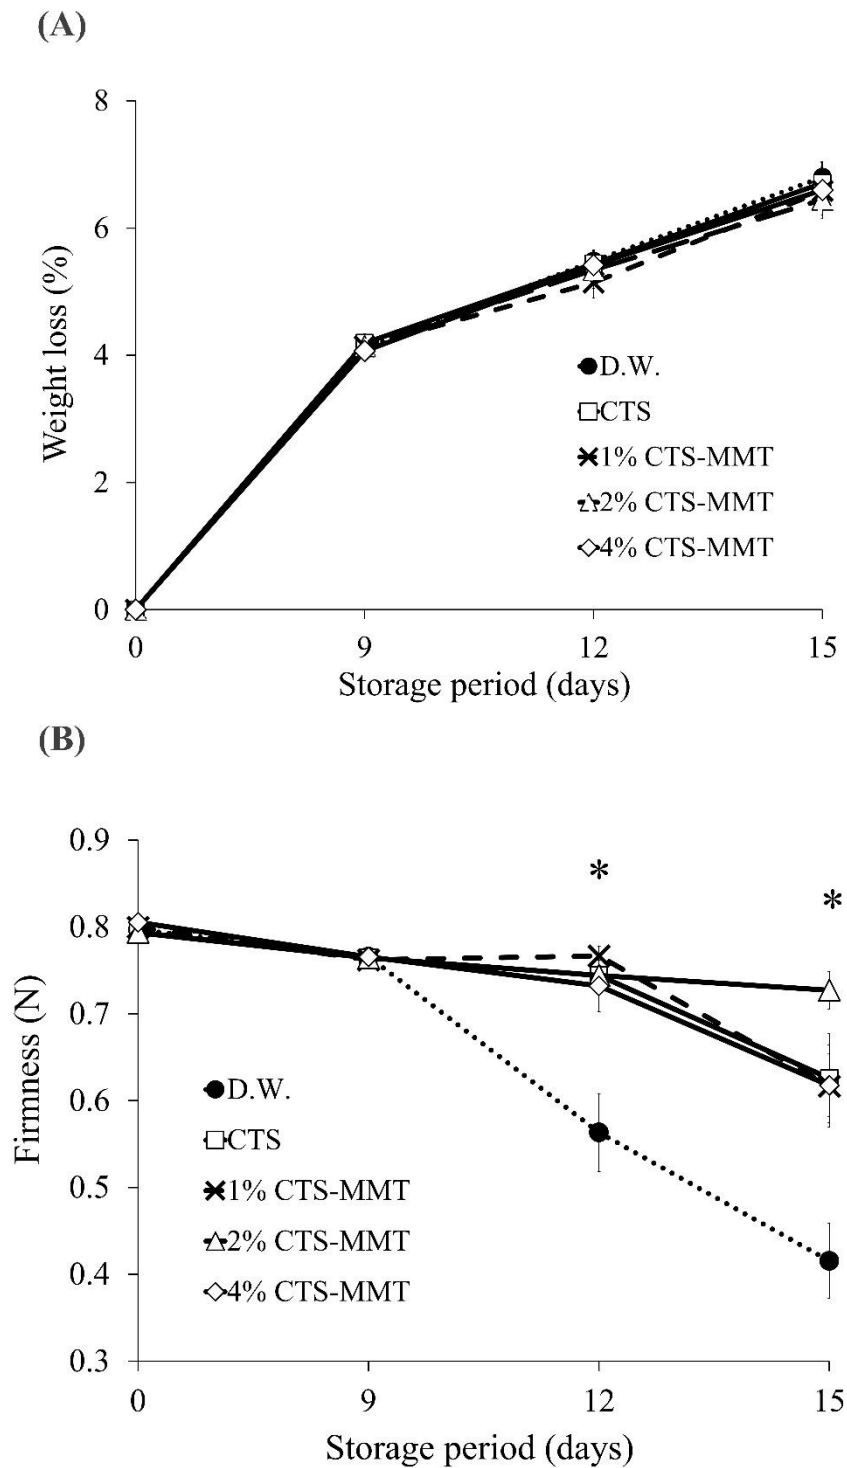 (A)
8
6
4
2
0
Weight loss (%)
D.W.
CTS
1% CTS-MMT
2% CTS-MMT
4% CTS-MMT
0 9 12 15
Storage period (days)
(B)
0.9
0.8
0.7
0.6
0.5
0.4
0.3
Firmness (N)
* *
D.W.
CTS
1% CTS-MMT
2% CTS-MMT
4% CTS-MMT
0 9 12 15
Storage period (days)